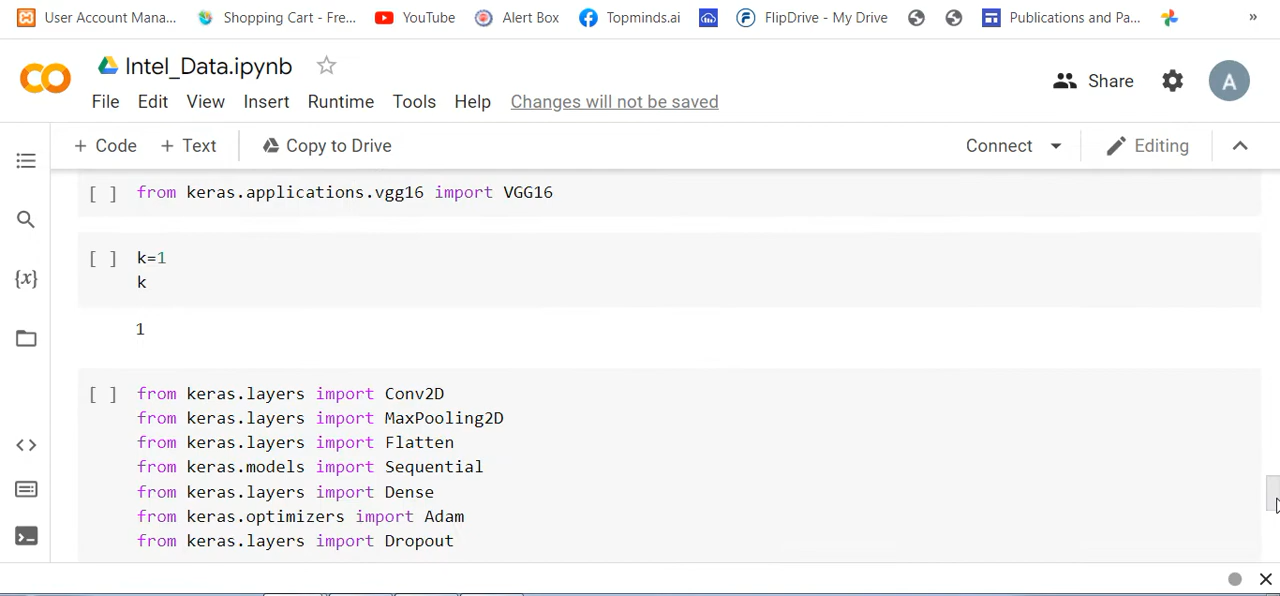 User Account Mana... Shopping Cart - Fre... YouTube Alert Box Topminds.ai FlipDrive - My Drive Publications and Pa... »
Intel_Data.ipynb
Share A
File Edit View Insert Runtime Tools Help Changes will not be saved
+ Code + Text Copy to Drive Connect Editing
[ ] from keras.applications.vgg16 import VGG16
[ ] k=1
k
1
[ ] from keras.layers import Conv2D
from keras.layers import MaxPooling2D
from keras.layers import Flatten
from keras.models import Sequential
from keras.layers import Dense
from keras.optimizers import Adam
from keras.layers import Dropout